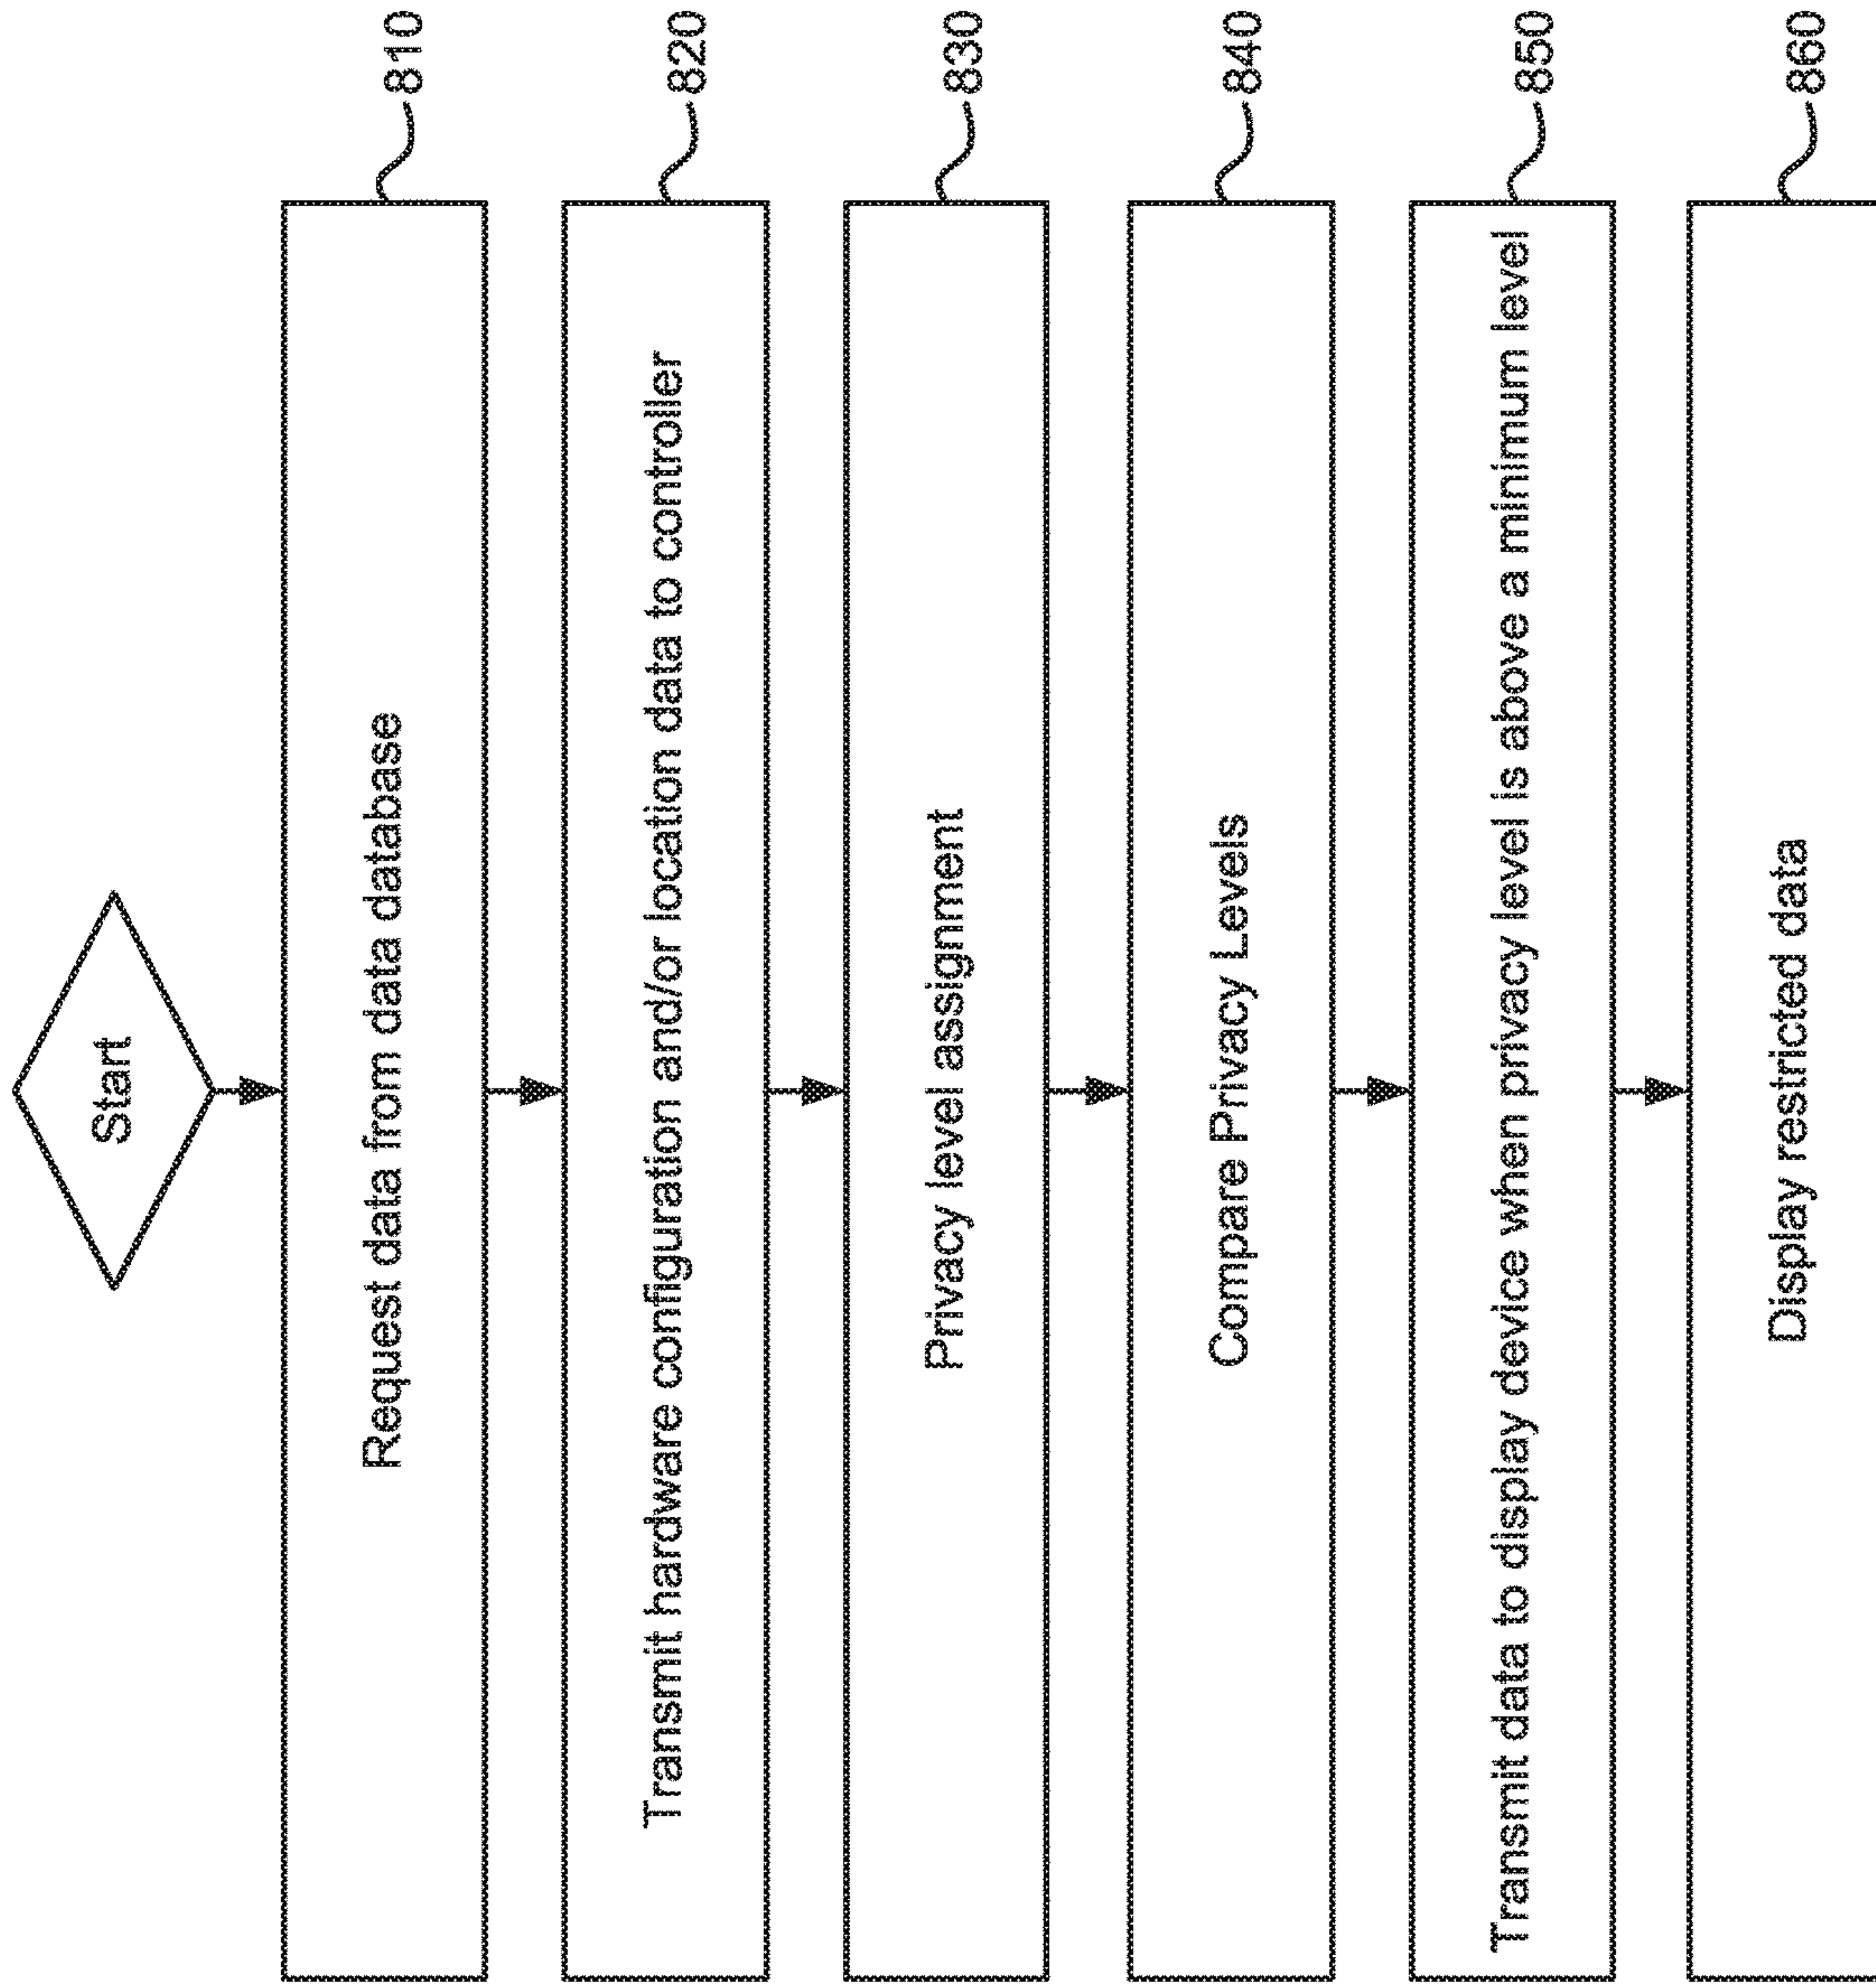 Start
Request data from data database
810
Transmit hardware configuration and/or location data to controller
820
Privacy level assignment
830
Compare Privacy Levels
840
Transmit data to display device when privacy level is above a minimum level
850
Display restricted data
860